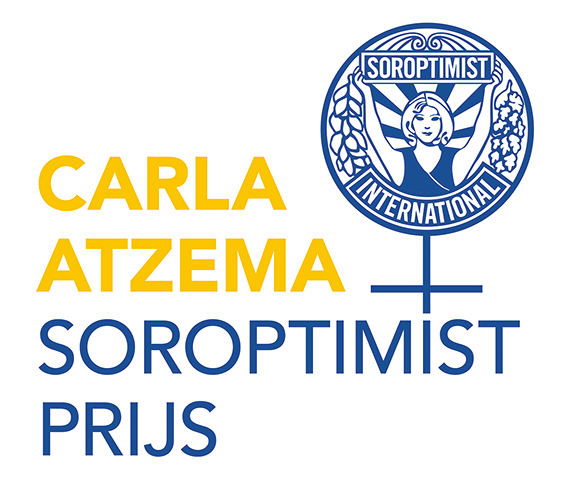 SOROPTIMIST
INTERNATIONAL
CARLA
ATZEMA
SOROPTIMIST
PRIJS